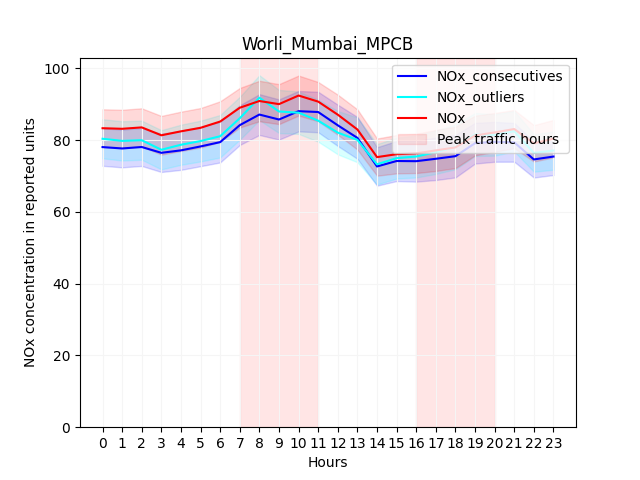 Worli_Mumbai_MPCB
NOx concentration in reported units
100
80
60
40
20
0
NOx_consecutives
NOx_outliers
NOx
Peak traffic hours
0 1 2 3 4 5 6 7 8 9 10 11 12 13 14 15 16 17 18 19 20 21 22 23
Hours